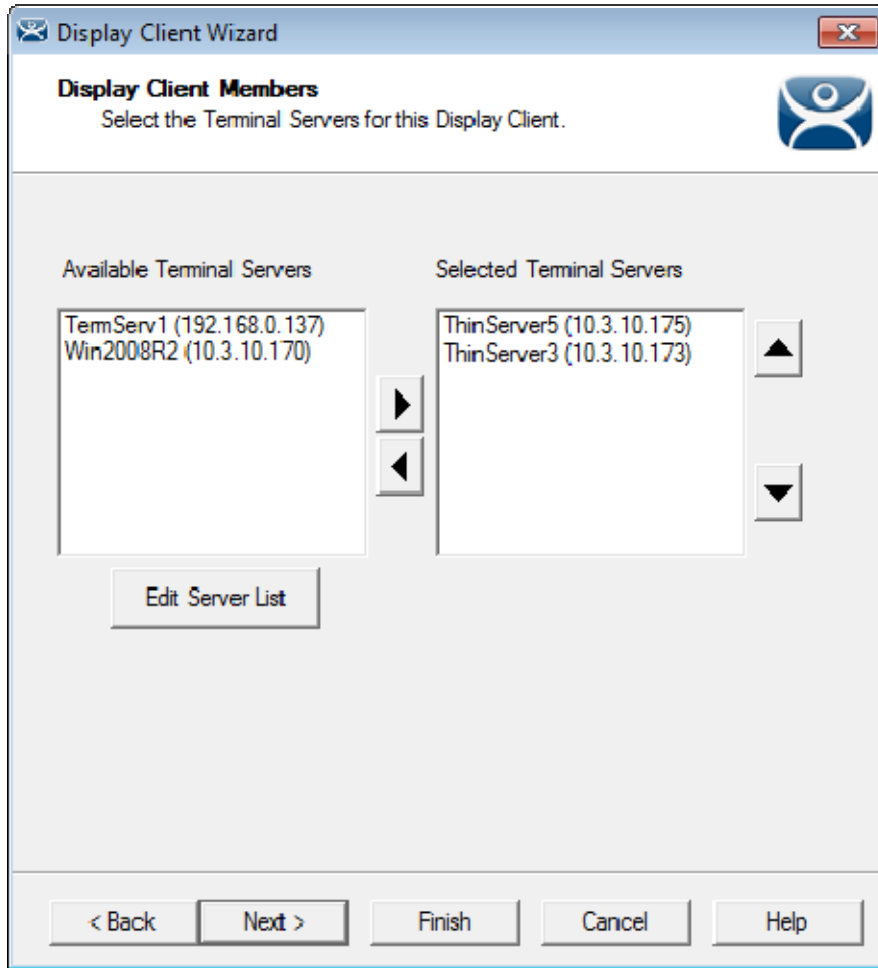 Display Client Wizard
Display Client Members
Select the Terminal Servers for this Display Client.
Available Terminal Servers
TermServ1 (192.168.0.137)
Win2008R2 (10.3.10.170)
Edit Server List
Selected Terminal Servers
ThinServer5 (10.3.10.175)
ThinServer3 (10.3.10.173)
< Back
Next >
Finish
Cancel
Help